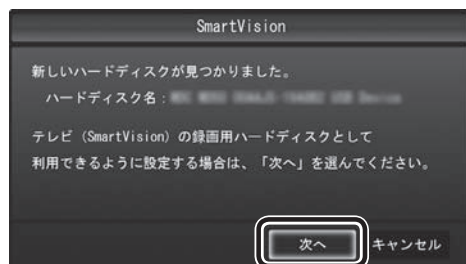 SmartVision
新しいハードディスクが見つかりました。
ハードディスク名:
テレビ（SmartVision）の録画用ハードディスクとして
利用できるように設定する場合は、「次へ」を選んでください。
次へ
キャンセル